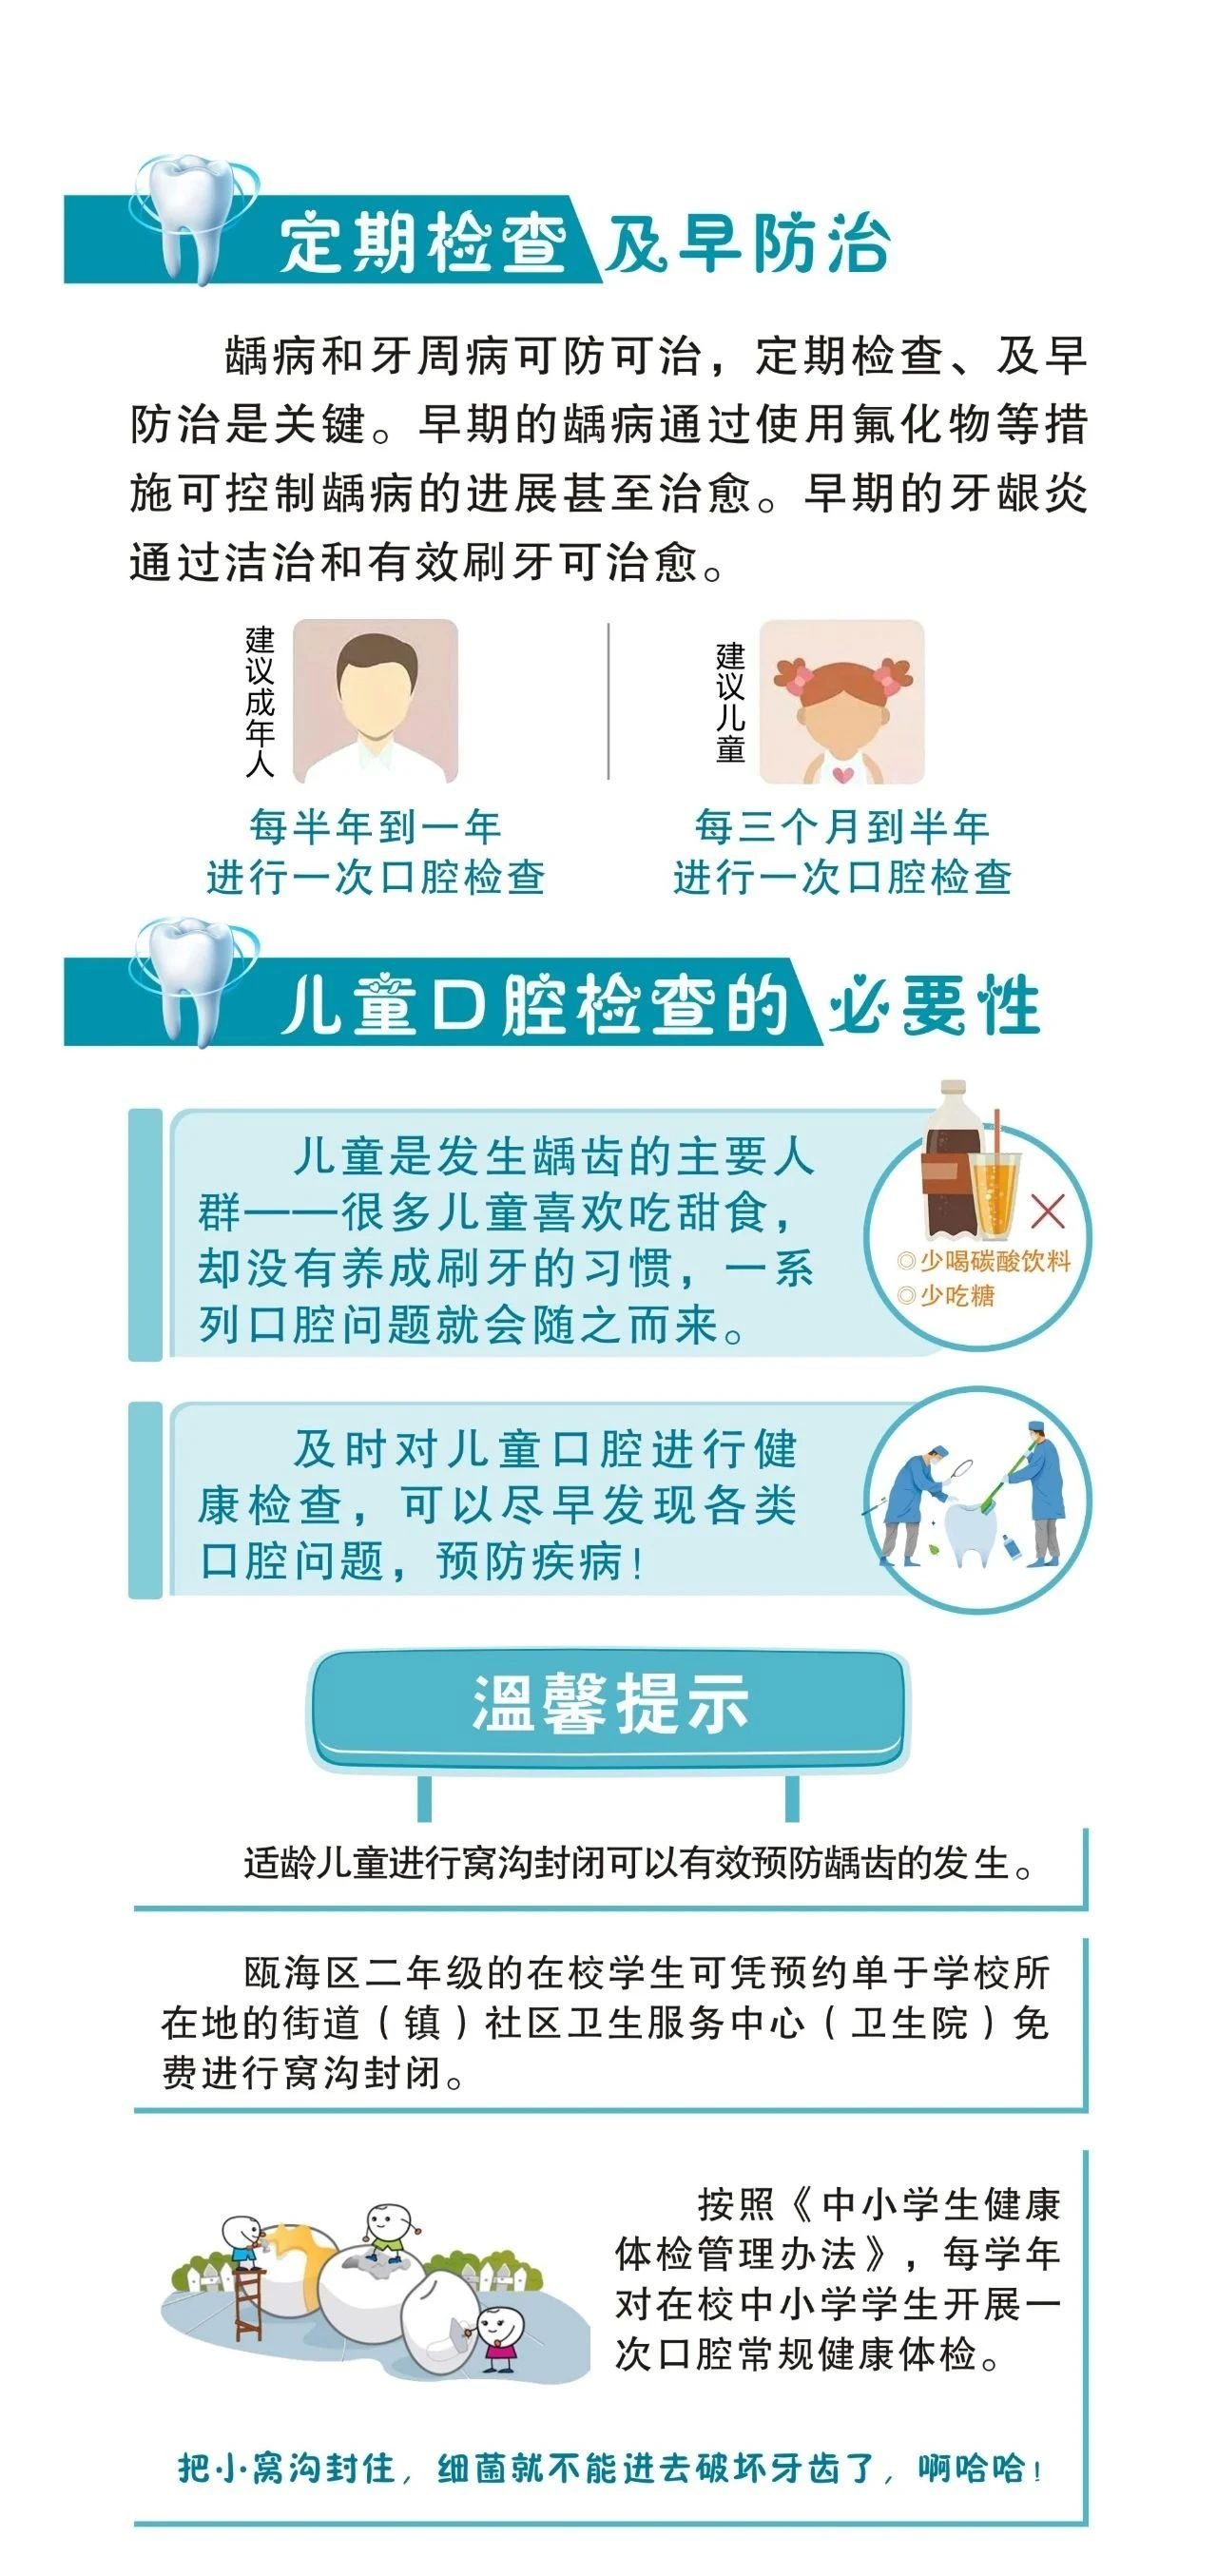 定期检查及早防治
龋病和牙周病可防可治，定期检查、及早
防治是关键。早期的龋病通过使用氟化物等措
施可控制龋病的进展甚至治愈。早期的牙龈炎
通过洁治和有效刷牙可治愈。
建议成年人
每半年到一年
进行一次口腔检查
建议儿童
每三个月到半年
进行一次口腔检查
儿童口腔检查的必要性
儿童是发生龋齿的主要人
群——很多儿童喜欢吃甜食，
却没有养成刷牙的习惯，一系
列口腔问题就会随之而来。
◎少喝碳酸饮料
◎少吃糖
及时对儿童口腔进行健
康检查，可以尽早发现各类
口腔问题，预防疾病！
溫馨提示
适龄儿童进行窝沟封闭可以有效预防龋齿的发生。
瓯海区二年级的在校学生可凭预约单于学校所
在地的街道（镇）社区卫生服务中心（卫生院）免
费进行窝沟封闭。
按照《中小学生健康
体检管理办法》，每学年
对在校中小学学生开展一
次口腔常规健康体检。
把小窝沟封住，细菌就不能进去破坏牙齿了，啊哈哈！